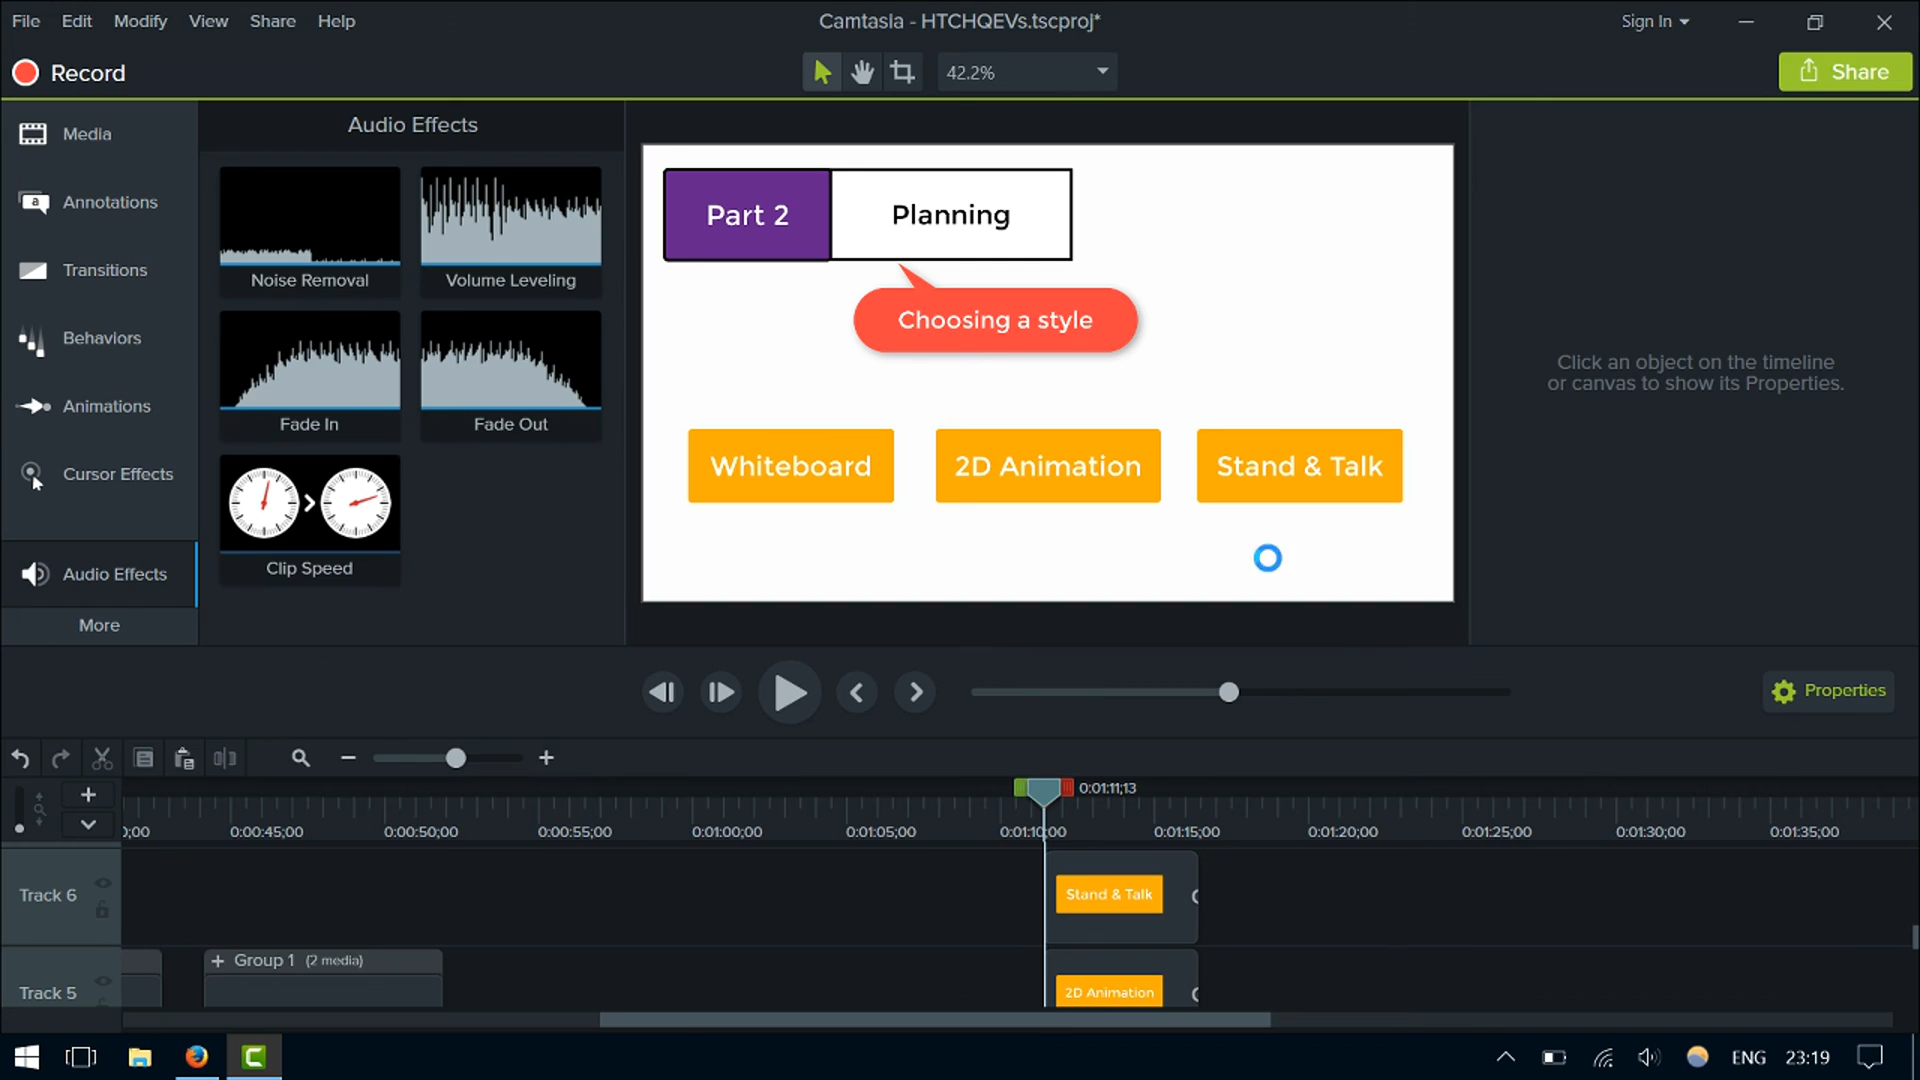 File Edit Modify View Share Help
Camtasia - HTCHQEVs.tscproj*
Sign In
Record
42.2%
Share
Media
Annotations
Transitions
Behaviors
Animations
Cursor Effects
Audio Effects
More
Audio Effects
Noise Removal
Volume Leveling
Fade In
Fade Out
Clip Speed
Part 2
Planning
Choosing a style
Whiteboard
2D Animation
Stand & Talk
Click an object on the timeline
or canvas to show its Properties.
Properties
0:01:11;13
0:00:45;00
0:00:50;00
0:00:55;00
0:01:00;00
0:01:05;00
0:01:10;00
0:01:15;00
0:01:20;00
0:01:25;00
0:01:30;00
0:01:35;00
Track 6
Stand & Talk
Track 5
Group 1 (2 media)
2D Animation
ENG
23:19